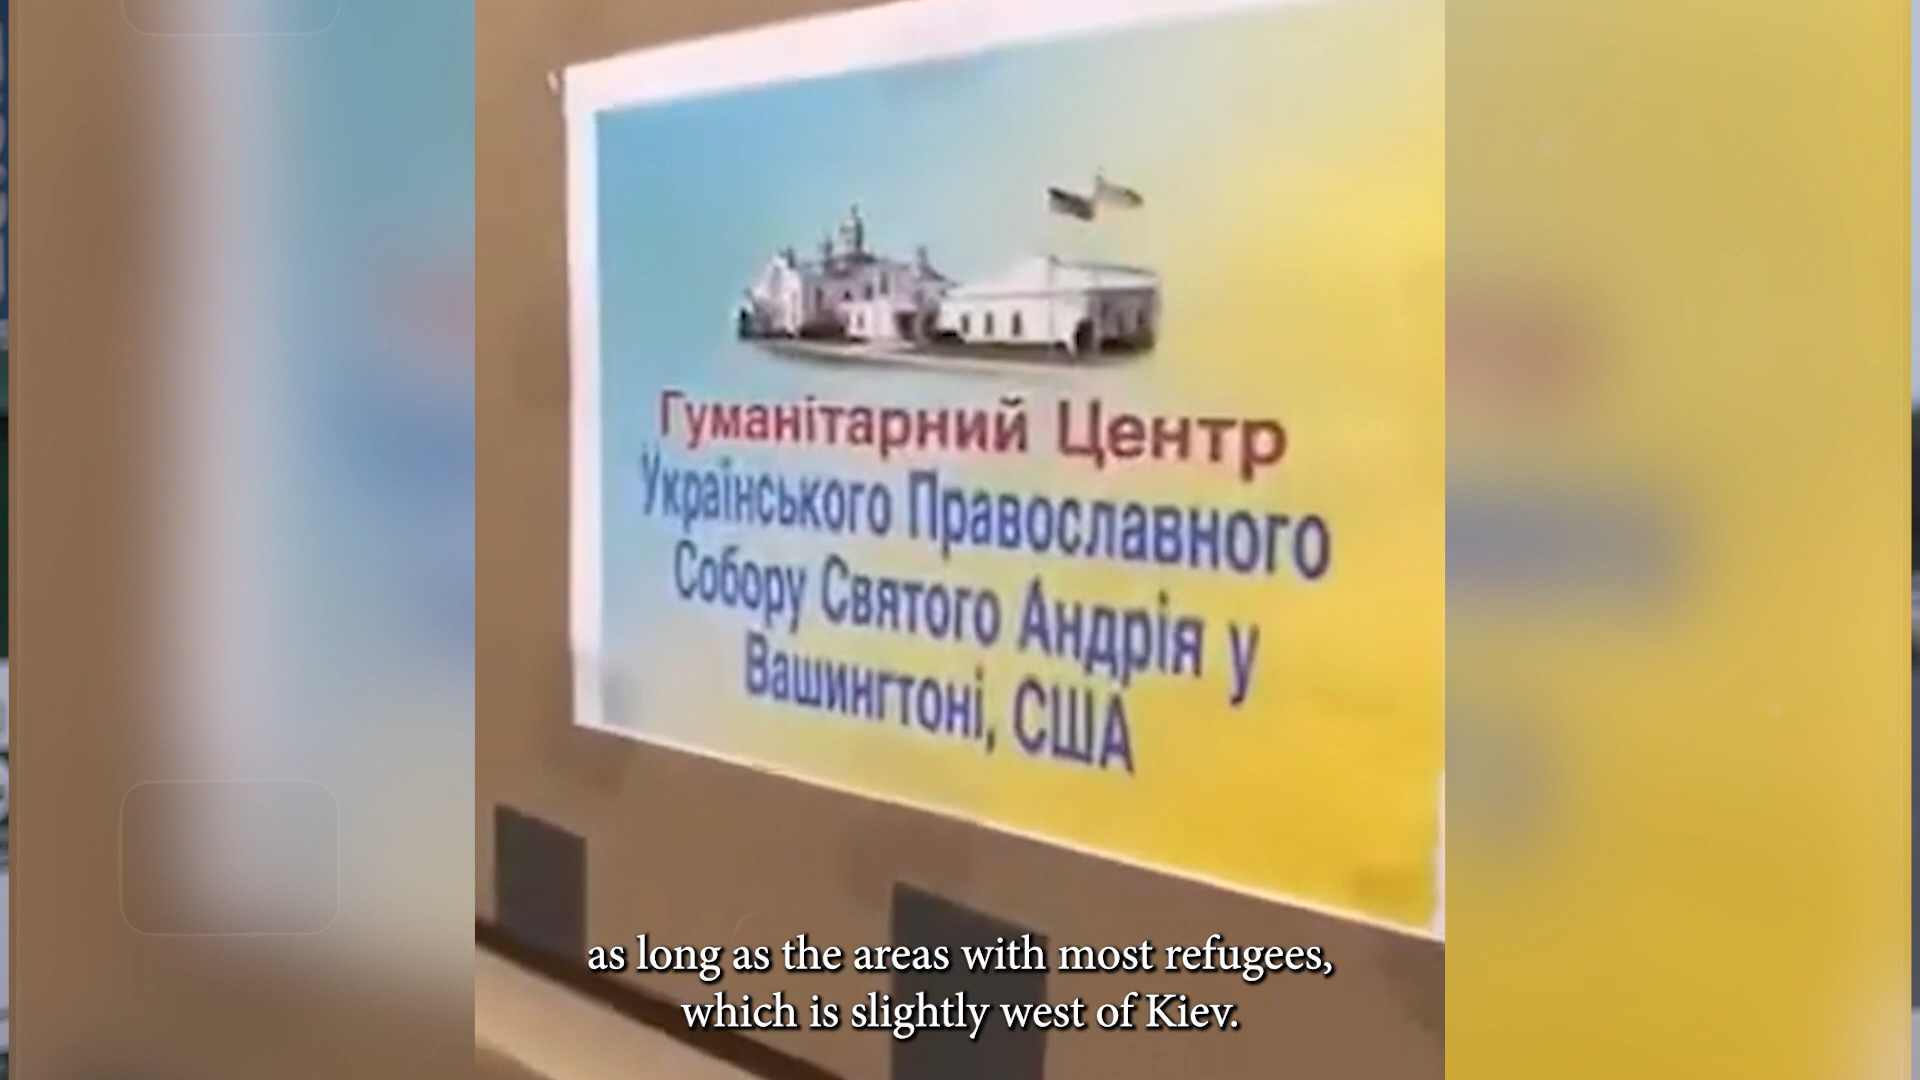 Гуманітарний Центр
Українського Православного
Собору Святого Андрія у
Вашингтоні, США
as long as the areas with most refugees,
which is slightly west of Kiev.